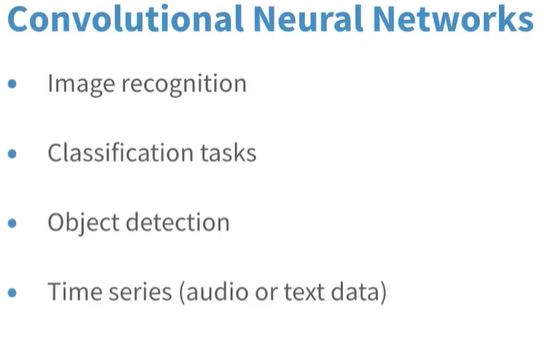 Convolutional Neural Networks
• Image recognition
• Classification tasks
• Object detection
• Time series (audio or text data)